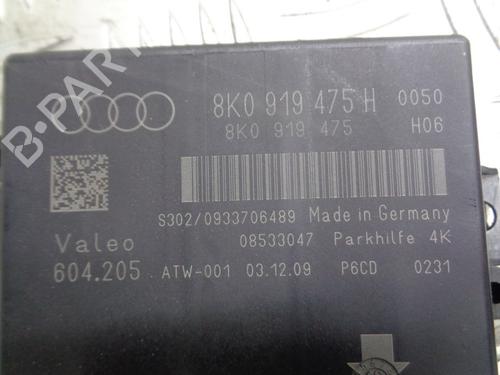 8K0 919 475 H 0050
8K0 919 475 H06
S302/0933706489 Made in Germany
Valeo 08533047 Parkhilfe 4K
604.205 ATW-001 03.12.09 P6CD 0231
B-PARTS